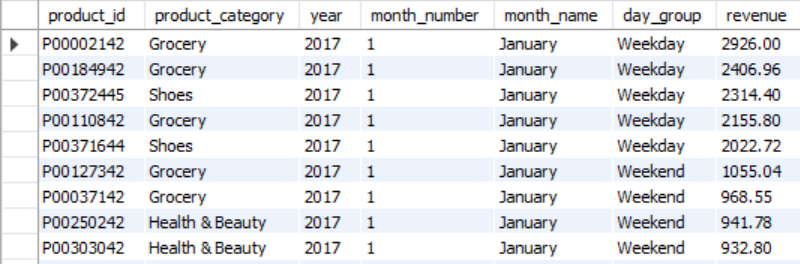 product_id product_category year month_number month_name day_group revenue
P00002142 Grocery 2017 1 January Weekday 2926.00
P00184942 Grocery 2017 1 January Weekday 2406.96
P00372445 Shoes 2017 1 January Weekday 2314.40
P00110842 Grocery 2017 1 January Weekday 2155.80
P00371644 Shoes 2017 1 January Weekday 2022.72
P00127342 Grocery 2017 1 January Weekend 1055.04
P00037142 Grocery 2017 1 January Weekend 968.55
P00250242 Health & Beauty 2017 1 January Weekend 941.78
P00303042 Health & Beauty 2017 1 January Weekend 932.80